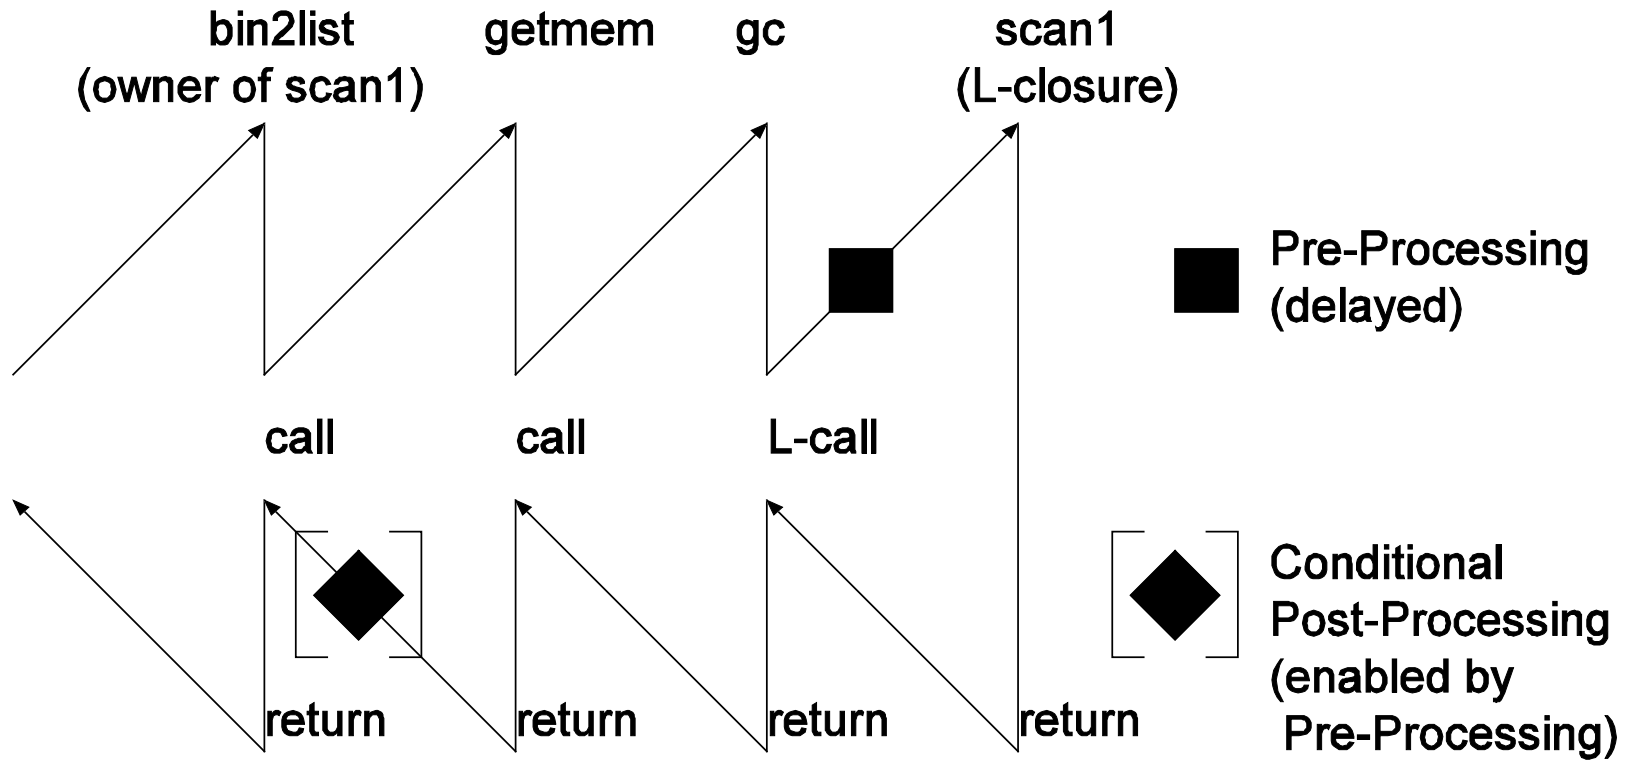 bin2list
(owner of scan1)
getmem
gc
scan1
(L-closure)
Pre-Processing
(delayed)
call
call
L-call
Conditional
Post-Processing
(enabled by
Pre-Processing)
return
return
return
return